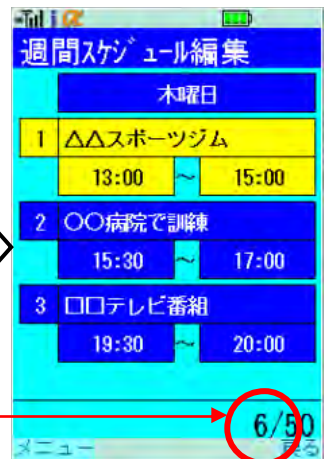 週間スケジュール編集
木曜日
1 △△スポーツジム
13:00 ~ 15:00
2 〇〇病院で訓練
15:30 ~ 17:00
3 □□テレビ番組
19:30 ~ 20:00
6/50
メニュー 戻る